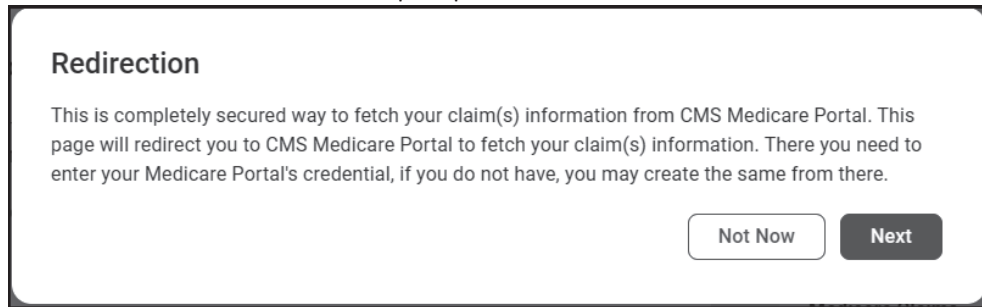 Redirection
This is completely secured way to fetch your claim(s) information from CMS Medicare Portal. This
page will redirect you to CMS Medicare Portal to fetch your claim(s) information. There you need to
enter your Medicare Portal's credential, if you do not have, you may create the same from there.
Not Now
Next